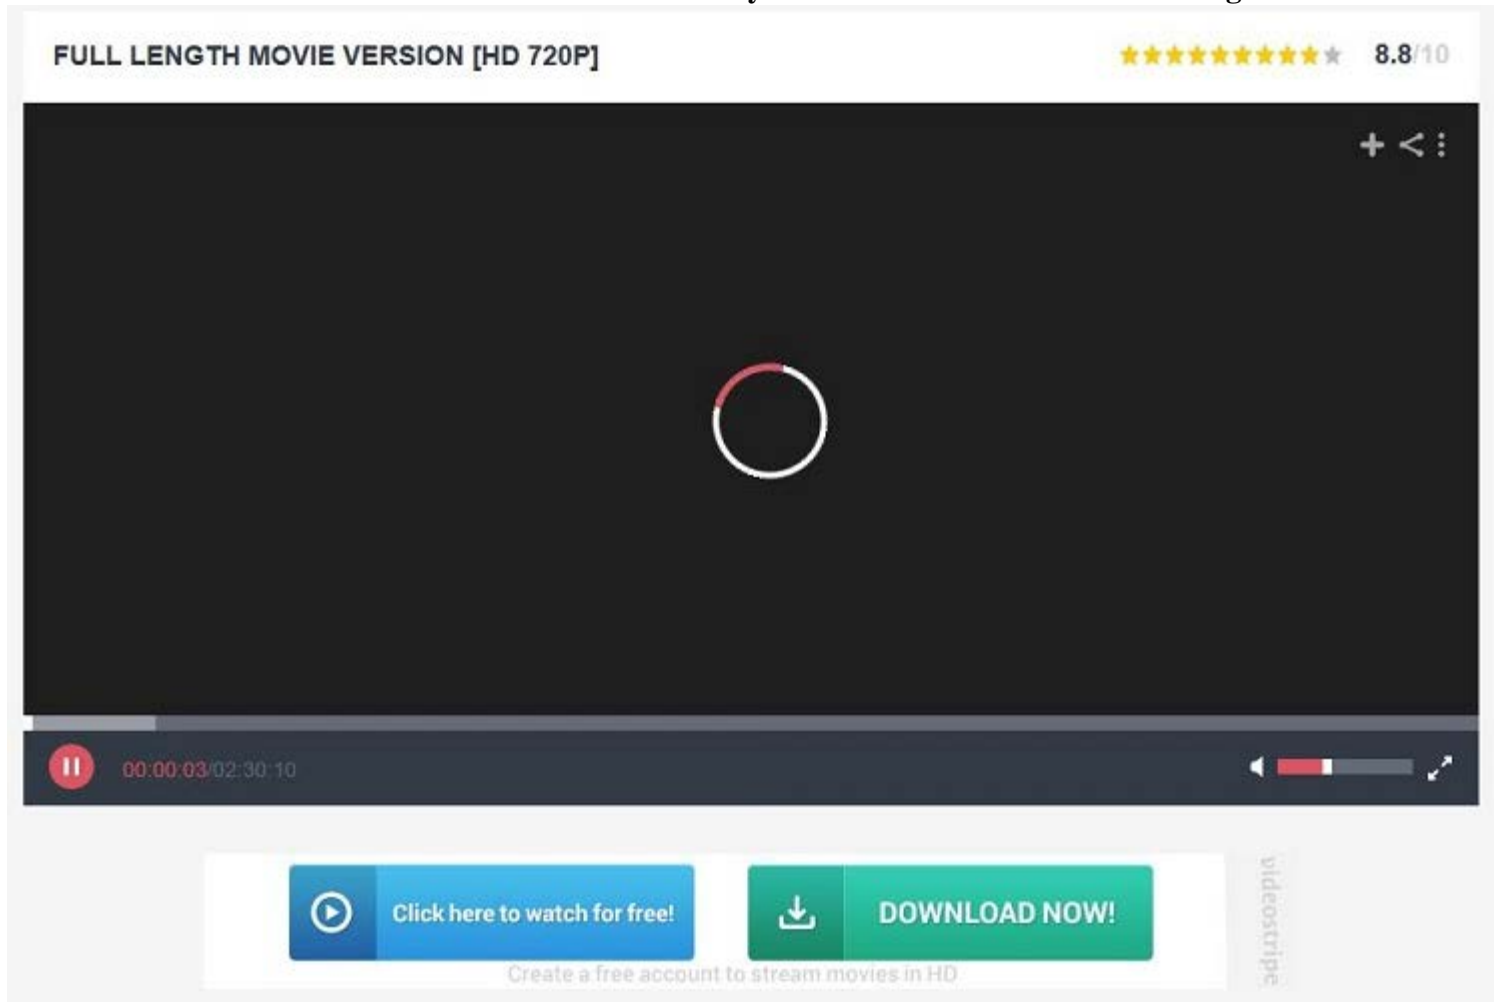 FULL LENGTH MOVIE VERSION [HD 720P]
8.8/10
00:00:03/02:30:10
Click here to watch for free!
DOWNLOAD NOW!
Create a free account to stream movies in HD
videostripe